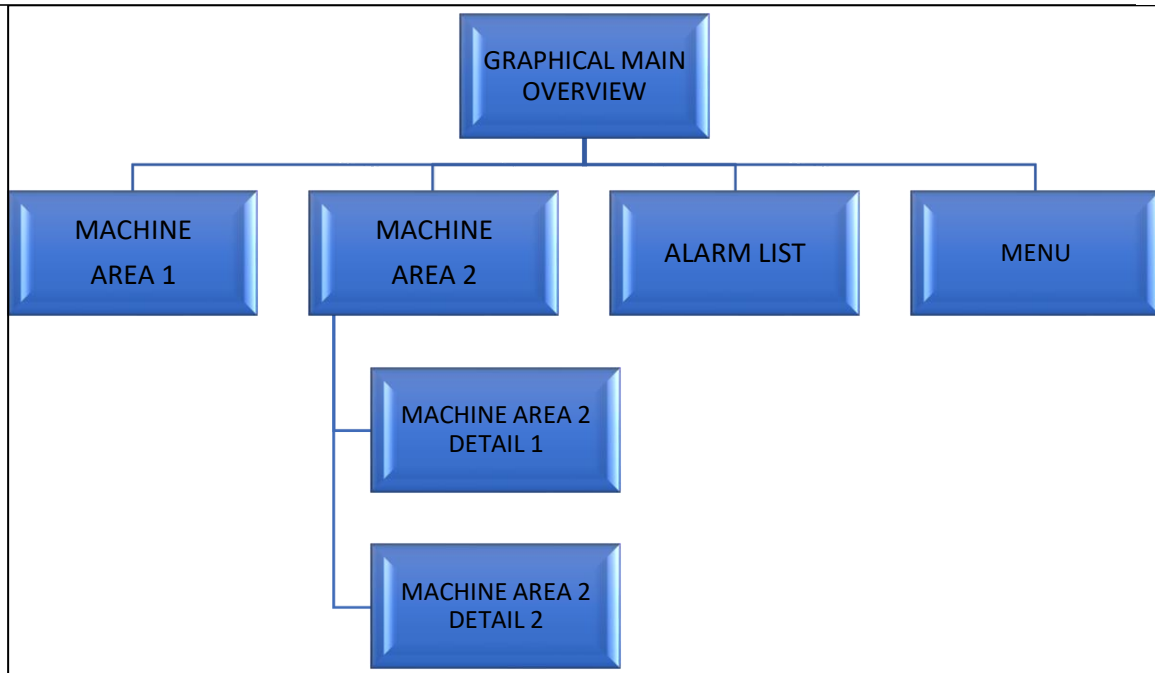 GRAPHICAL MAIN
OVERVIEW
MACHINE
AREA 1
MACHINE
AREA 2
ALARM LIST
MENU
MACHINE AREA 2
DETAIL 1
MACHINE AREA 2
DETAIL 2